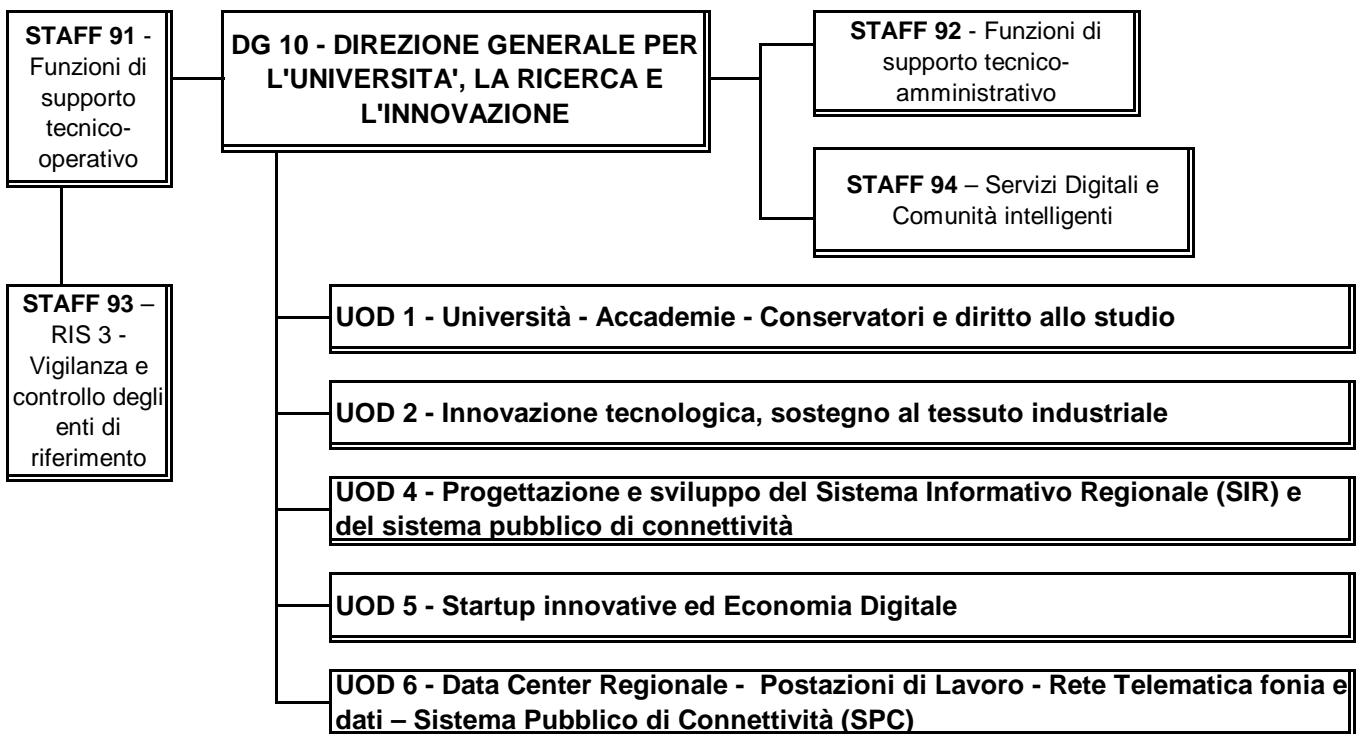 STAFF 91 -
Funzioni di
supporto
tecnico-
operativo
DG 10 - DIREZIONE GENERALE PER
L'UNIVERSITA', LA RICERCA E
L'INNOVAZIONE
STAFF 92 - Funzioni di
supporto tecnico-
amministrativo
STAFF 94 – Servizi Digitali e
Comunità intelligenti
STAFF 93 –
RIS 3 -
Vigilanza e
controllo degli
enti di
riferimento
UOD 1 - Università - Accademie - Conservatori e diritto allo studio
UOD 2 - Innovazione tecnologica, sostegno al tessuto industriale
UOD 4 - Progettazione e sviluppo del Sistema Informativo Regionale (SIR) e
del sistema pubblico di connettività
UOD 5 - Startup innovative ed Economia Digitale
UOD 6 - Data Center Regionale -  Postazioni di Lavoro - Rete Telematica fonia e
dati – Sistema Pubblico di Connettività (SPC)